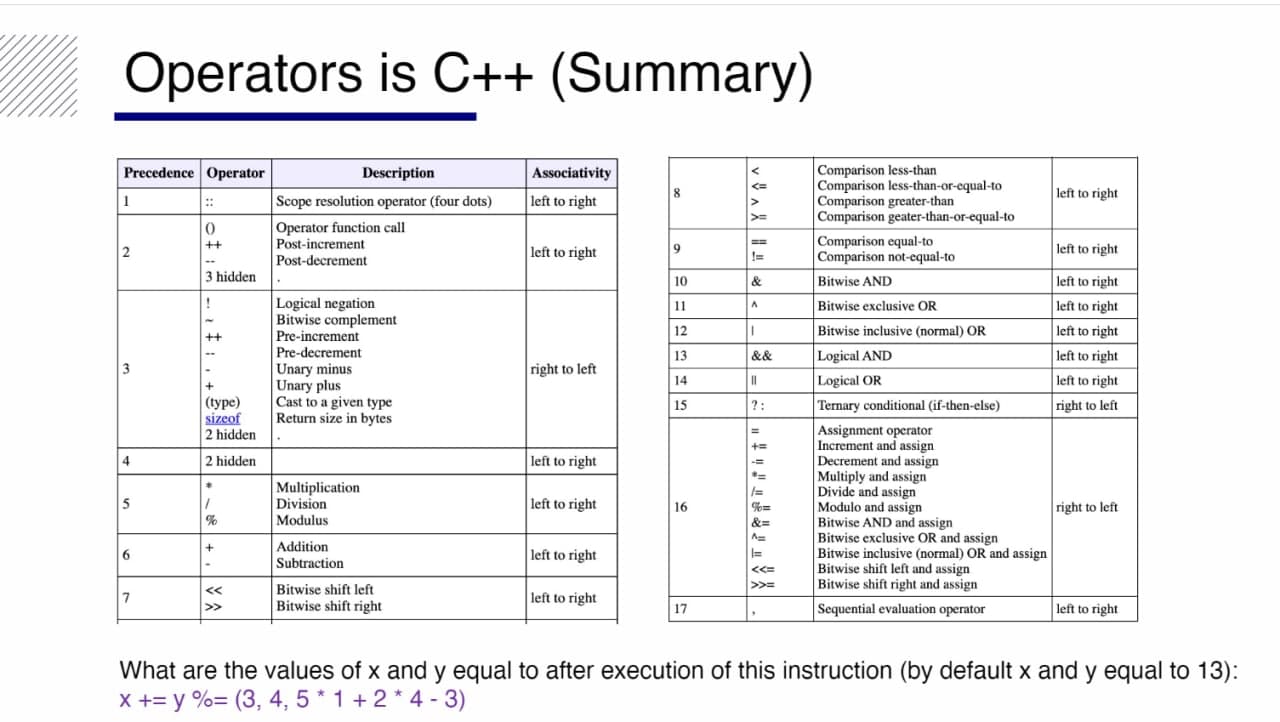 Operators is C++ (Summary)
Precedence Operator Description Associativity
1 :: Scope resolution operator (four dots) left to right
2 left to right
() Operator function call
++ Post-increment
-- Post-decrement
3 hidden .
3 right to left
! Logical negation
~ Bitwise complement
++ Pre-increment
-- Pre-decrement
- Unary minus
+ Unary plus
(type) Cast to a given type
sizeof Return size in bytes
2 hidden .
4 2 hidden left to right
5 left to right
* Multiplication
/ Division
% Modulus
6 left to right
+ Addition
- Subtraction
7 left to right
<< Bitwise shift left
>> Bitwise shift right
8 left to right
< Comparison less-than
<= Comparison less-than-or-equal-to
> Comparison greater-than
>= Comparison geater-than-or-equal-to
9 left to right
== Comparison equal-to
!= Comparison not-equal-to
10 & Bitwise AND left to right
11 ^ Bitwise exclusive OR left to right
12 | Bitwise inclusive (normal) OR left to right
13 && Logical AND left to right
14 || Logical OR left to right
15 ? : Ternary conditional (if-then-else) right to left
16 right to left
= Assignment operator
+= Increment and assign
-= Decrement and assign
*= Multiply and assign
/= Divide and assign
%= Modulo and assign
&= Bitwise AND and assign
^= Bitwise exclusive OR and assign
|= Bitwise inclusive (normal) OR and assign
<<= Bitwise shift left and assign
>>= Bitwise shift right and assign
17 , Sequential evaluation operator left to right
What are the values of x and y equal to after execution of this instruction (by default x and y equal to 13):
x += y %= (3, 4, 5 * 1 + 2 * 4 - 3)